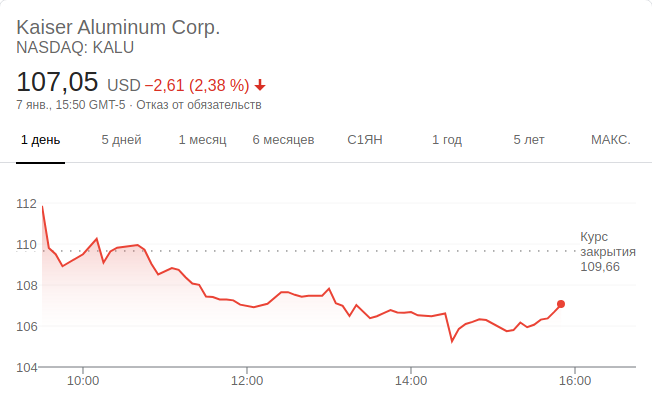 Kaiser Aluminum Corp.
NASDAQ: KALU
107,05 USD −2,61 (2,38 %)
7 янв., 15:50 GMT-5 · Отказ от обязательств
1 день 5 дней 1 месяц 6 месяцев С1ЯН 1 год 5 лет МАКС.
112
110
108
106
104
Курс
закрытия
109,66
10:00 12:00 14:00 16:00